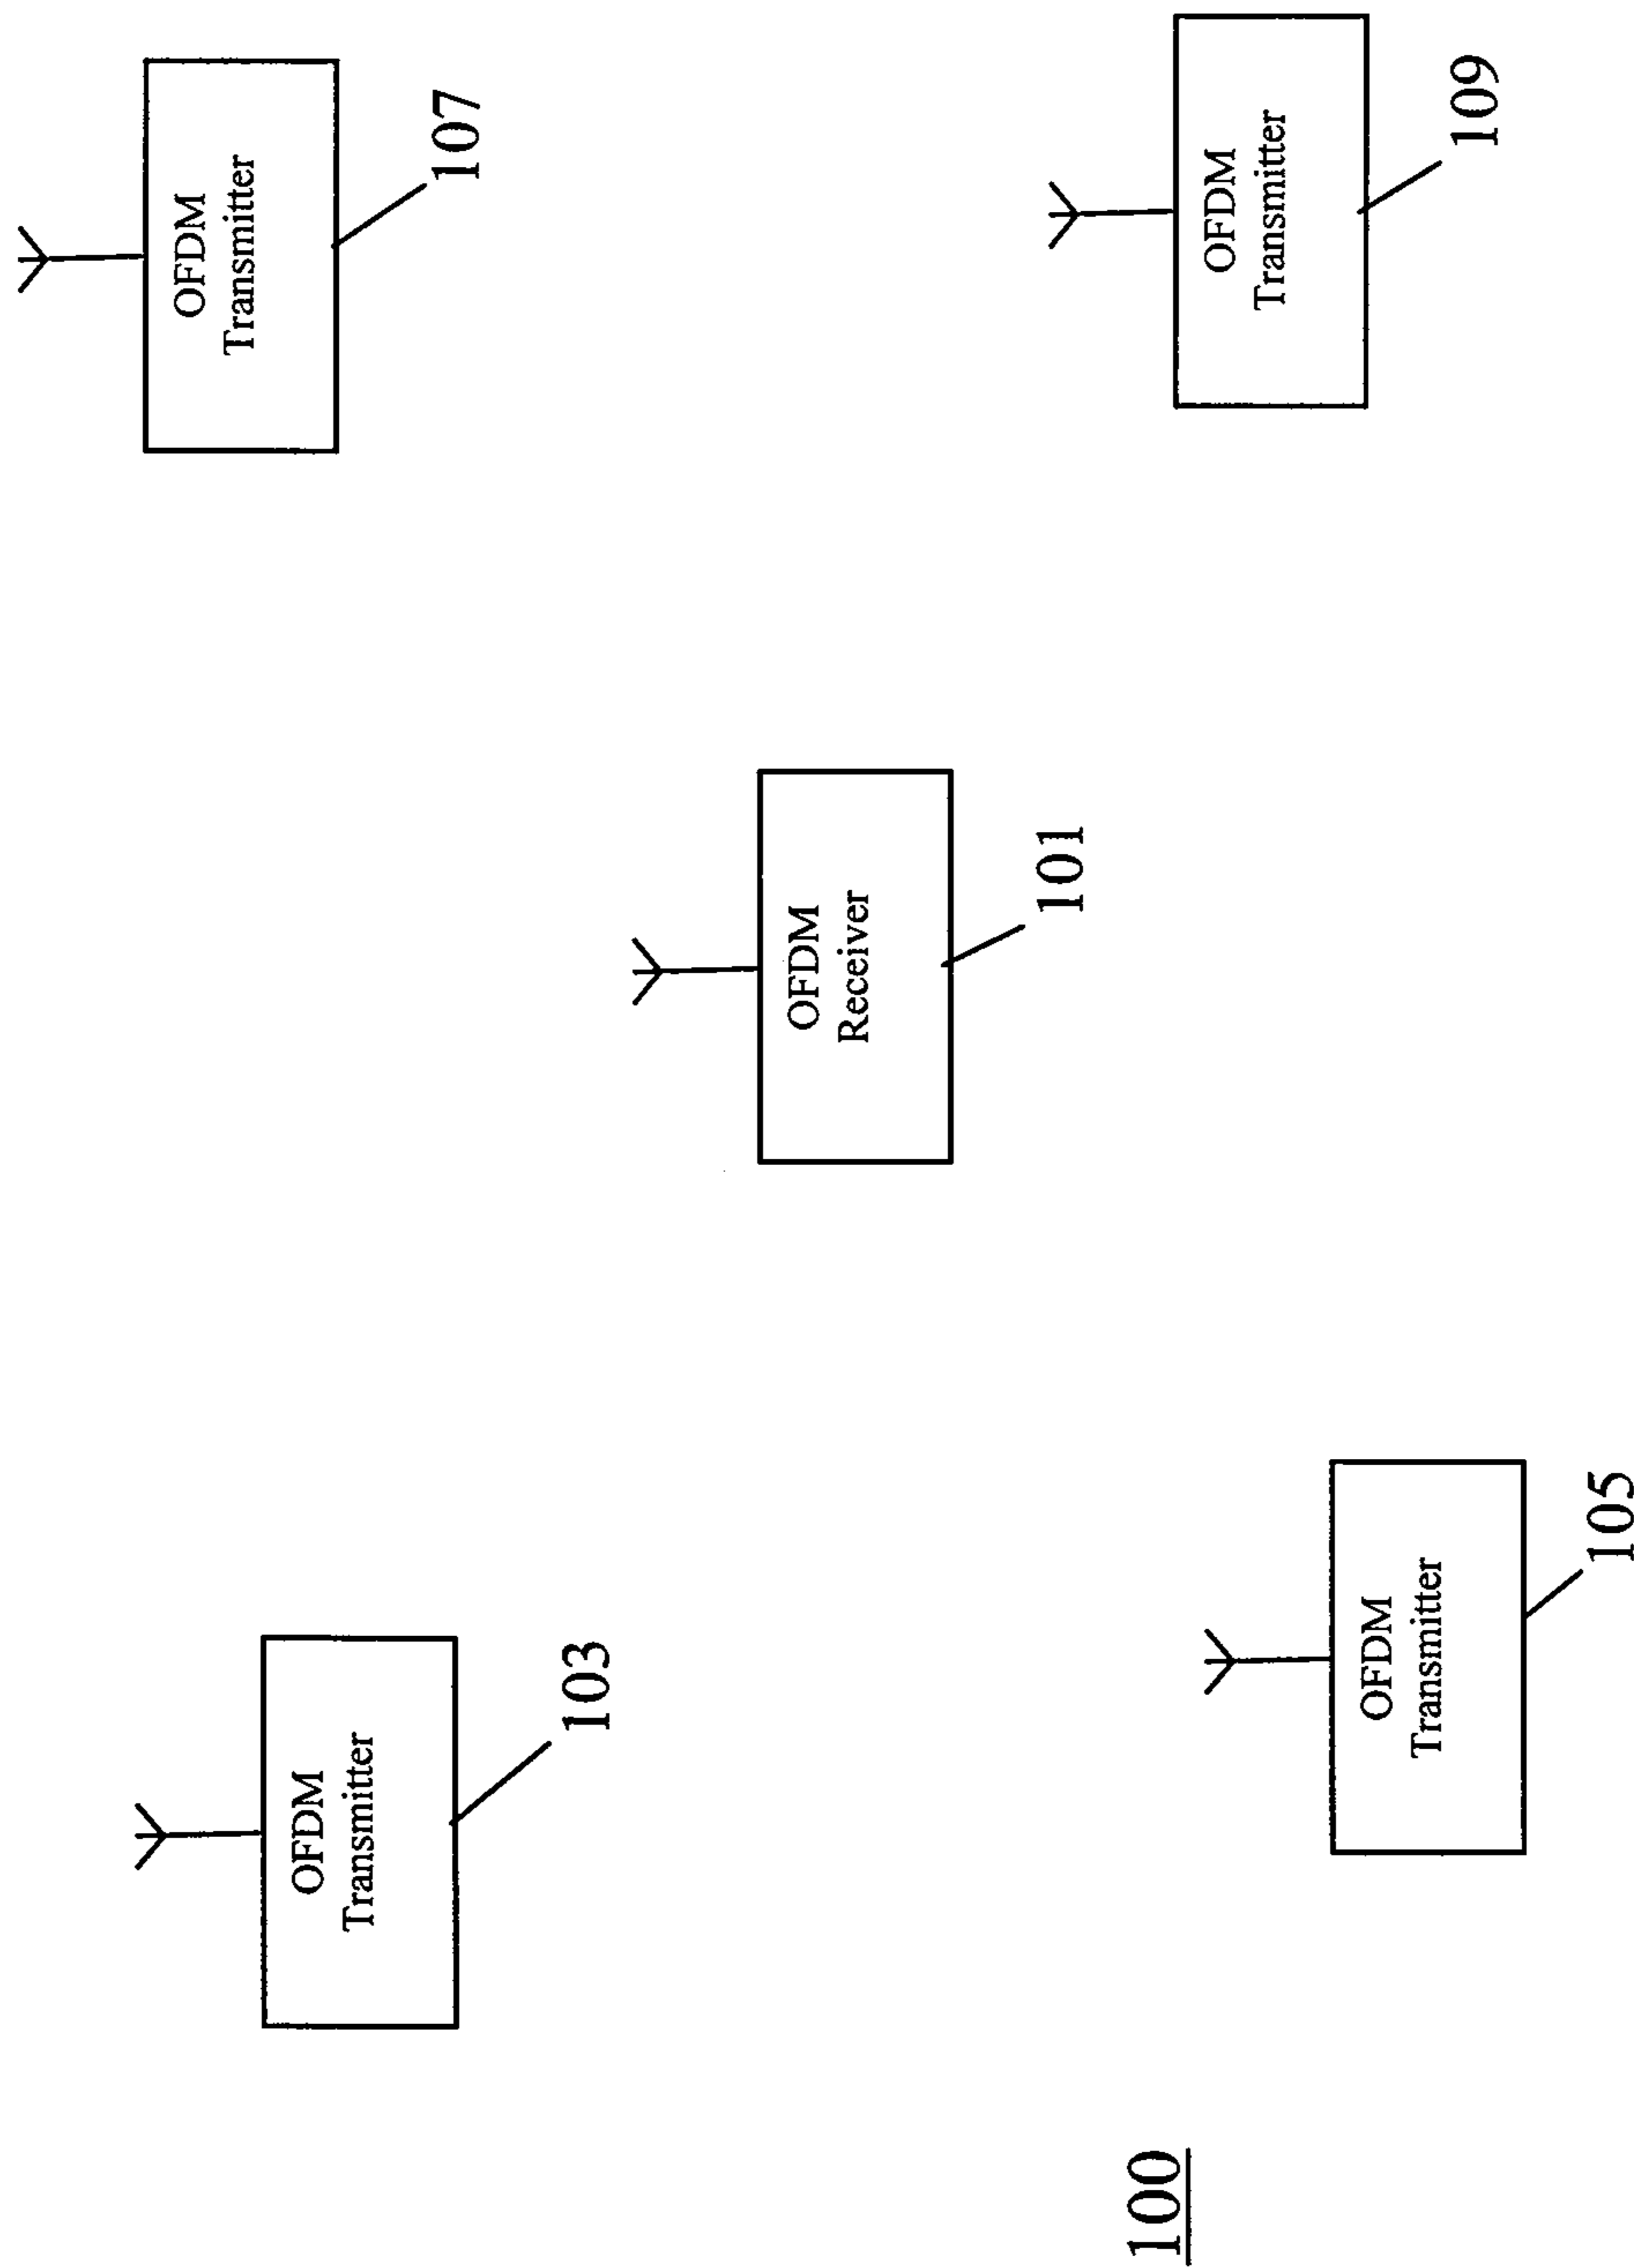 OFDM
Transmitter
103
OFDM
Transmitter
107
OFDM
Receiver
101
OFDM
Transmitter
105
OFDM
Transmitter
109
100